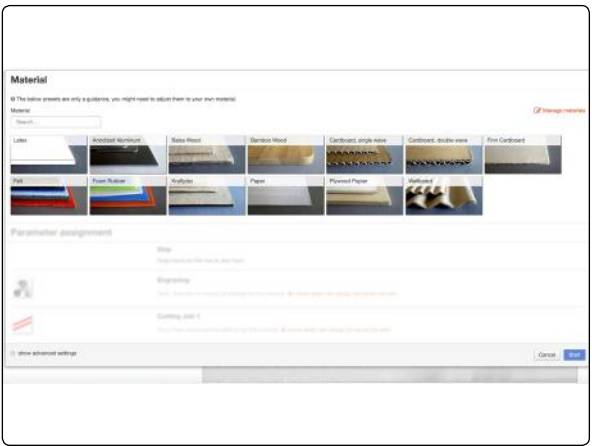 Material
The below presets are only a guidance, you might need to adjust them to your own material.
Material
Manage materials
Search...
Latex
Anodized Aluminum
Balsa Wood
Bamboo Wood
Cardboard, single wave
Cardboard, double wave
Finn Cardboard
Felt
Foam Rubber
Kraftplex
Paper
Plywood Poplar
Wellboard
Parameter assignment
Skip
Engraving
Cutting Job 1
show advanced settings
Cancel
Start